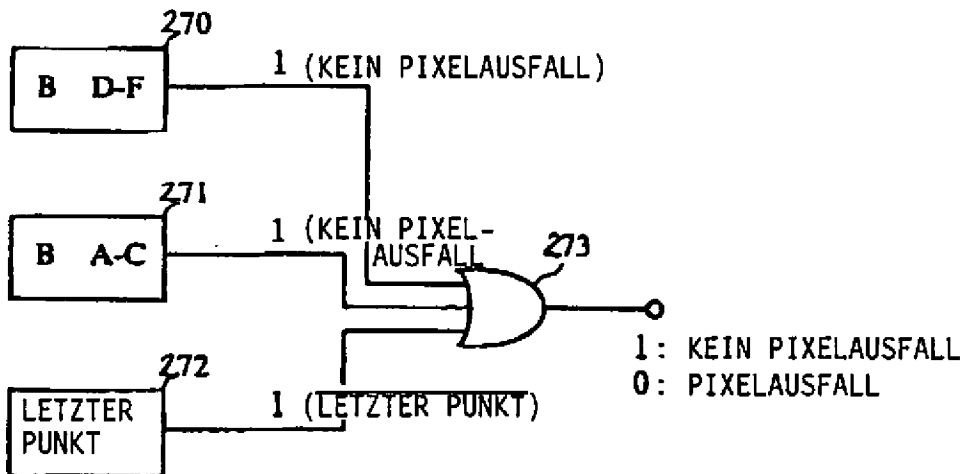 270
B D-F
1 (KEIN PIXELAUSFALL)
271
B A-C
1 (KEIN PIXEL-
AUSFALL
273
1: KEIN PIXELAUSFALL
0: PIXELAUSFALL
272
LETZTER
PUNKT
1 (LETZTER PUNKT)